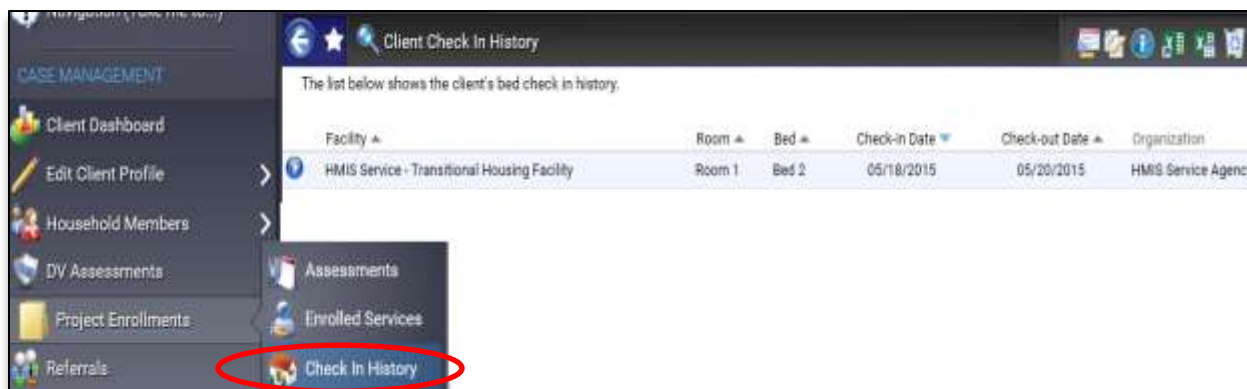 Client Check In History
CASE MANAGEMENT
The list below shows the client's bed check in history.
Client Dashboard
Facility Room Bed Check-in Date Check-out Date Organization
Edit Client Profile
HMIS Service - Transitional Housing Facility Room 1 Bed 2 05/18/2015 05/20/2015 HMIS Service Agenc
Household Members
DV Assessments
Assessments
Project Enrollments
Enrolled Services
Referrals
Check In History